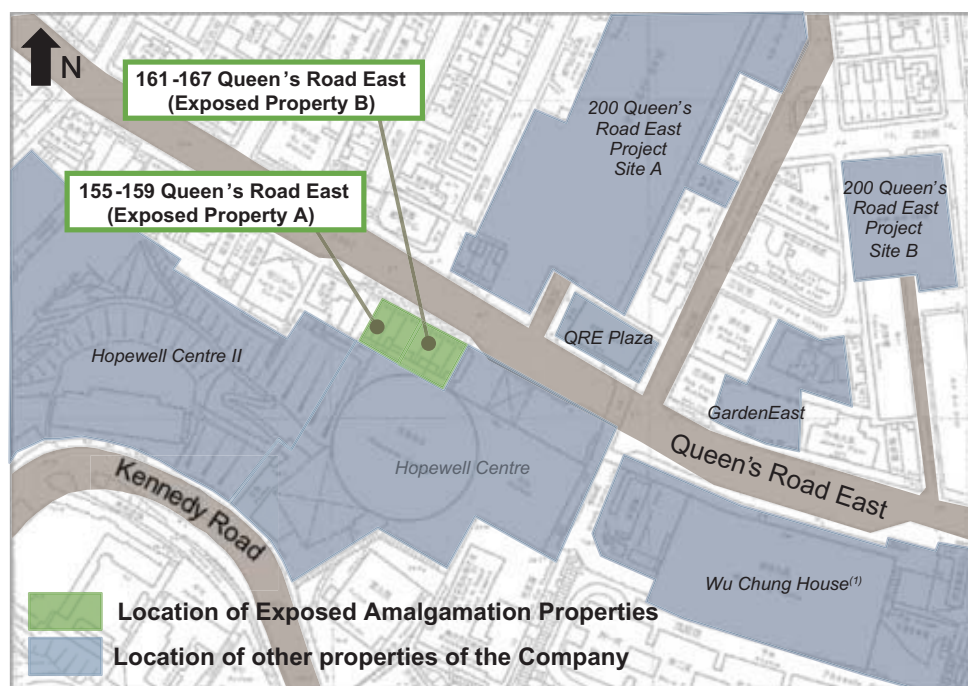 N
161-167 Queen's Road East
(Exposed Property B)
155-159 Queen's Road East
(Exposed Property A)
200 Queen's
Road East
Project
Site A
200 Queen's
Road East
Project
Site B
QRE Plaza
Hopewell Centre II
GardenEast
Hopewell Centre
Queen's Road East
Kennedy Road
Wu Chung House(1)
Location of Exposed Amalgamation Properties
Location of other properties of the Company